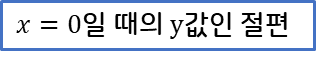 x = 0일 때의 y값인 절편